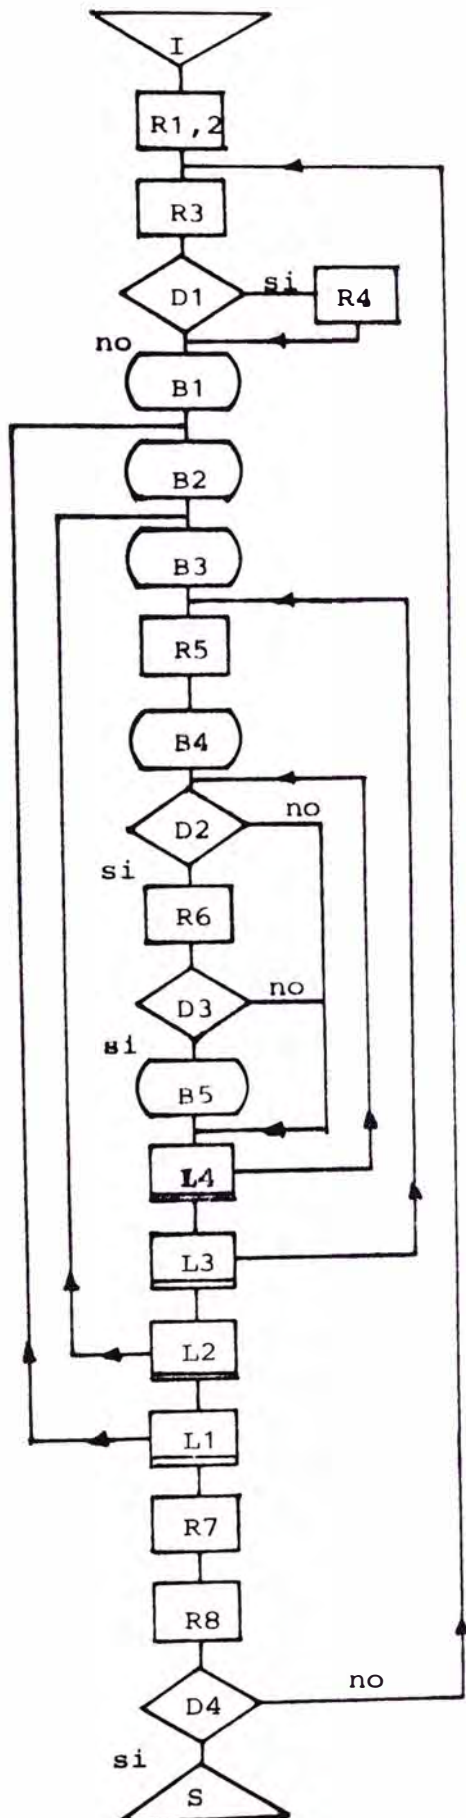 I
R1,2
R3
D1
si
R4
no
B1
B2
B3
R5
B4
D2
no
si
R6
D3
no
si
B5
L4
L3
L2
L1
R7
R8
D4
no
si
S